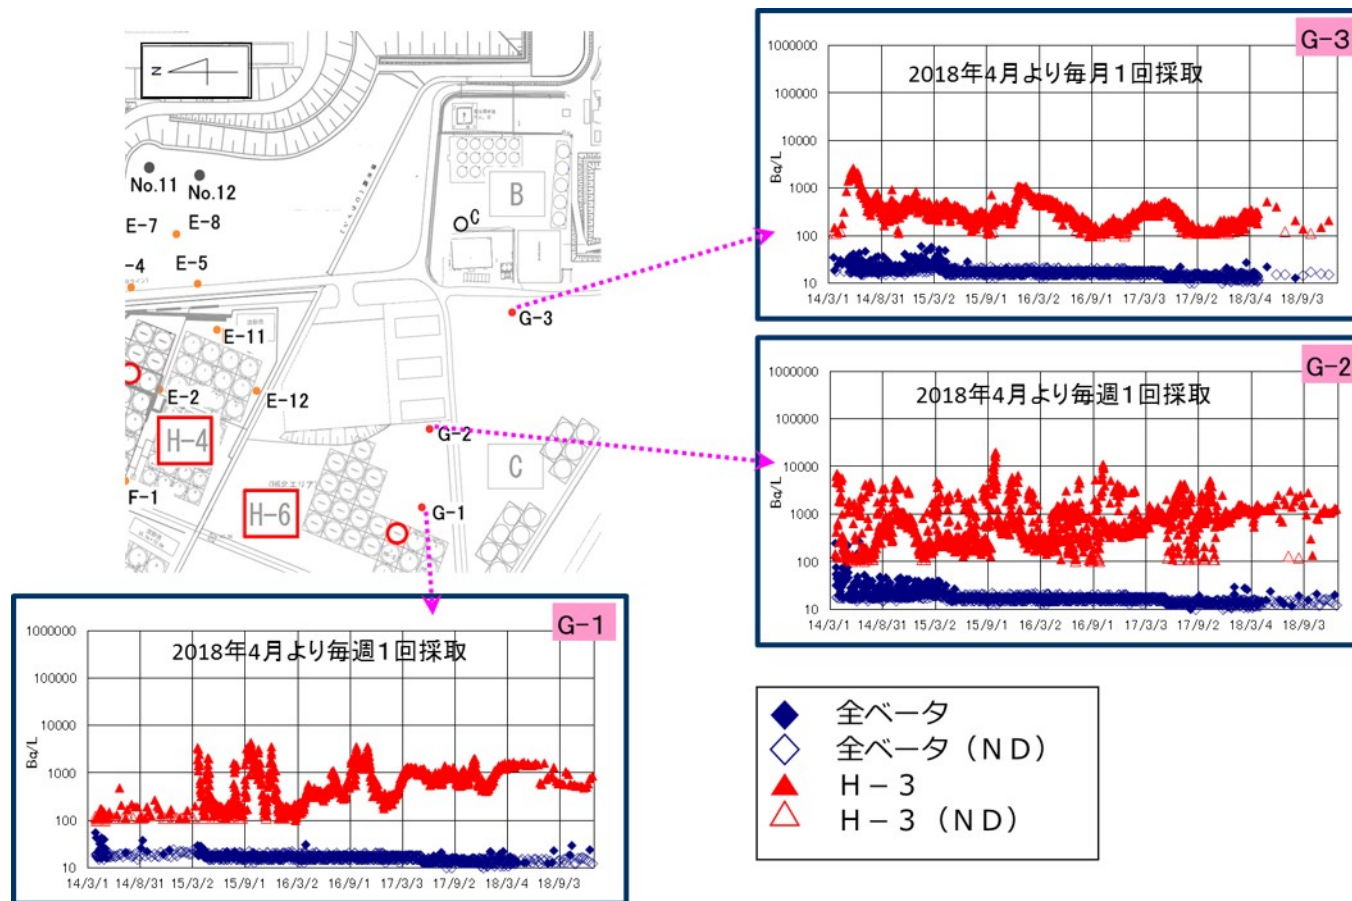 Z
No.11
No.12
E-7
E-8
-4
E-5
E-11
E-2
E-12
H-4
F-1
H-6
B
C
G-3
G-2
C
G-1
G-3
2018年4月より毎月1回採取
Bq/L
1000000
100000
10000
1000
100
10
14/3/1 14/8/31 15/3/2 15/9/1 16/3/2 16/9/1 17/3/3 17/9/2 18/3/4 18/9/3
G-2
2018年4月より毎週1回採取
Bq/L
1000000
100000
10000
1000
100
10
14/3/1 14/8/31 15/3/2 15/9/1 16/3/2 16/9/1 17/3/3 17/9/2 18/3/4 18/9/3
G-1
2018年4月より毎週1回採取
Bq/L
1000000
100000
10000
1000
100
10
14/3/1 14/8/31 15/3/2 15/9/1 16/3/2 16/9/1 17/3/3 17/9/2 18/3/4 18/9/3
全ベータ
全ベータ（ND）
H-3
H-3（ND）